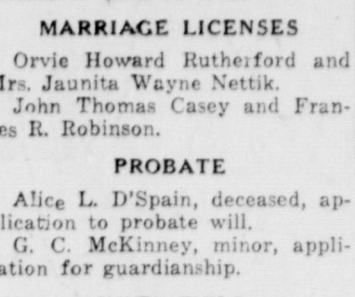 MARRIAGE LICENSES
Orvie Howard Rutherford and
Mrs. Jaunita Wayne Nettik.
John Thomas Casey and Fran-
es R. Robinson.
PROBATE
Alice L. D'Spain, deceased, ap-
lication to probate will.
G. C. McKinney, minor, appli-
ation for guardianship.